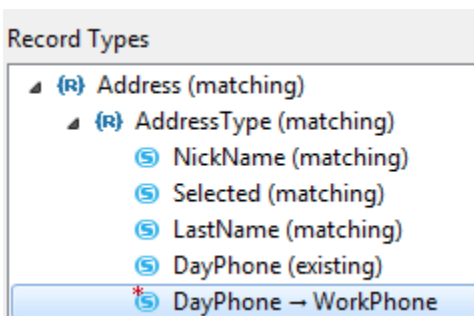 Record Types
{R} Address (matching)
{R} AddressType (matching)
S NickName (matching)
S Selected (matching)
S LastName (matching)
S DayPhone (existing)
*S DayPhone → WorkPhone